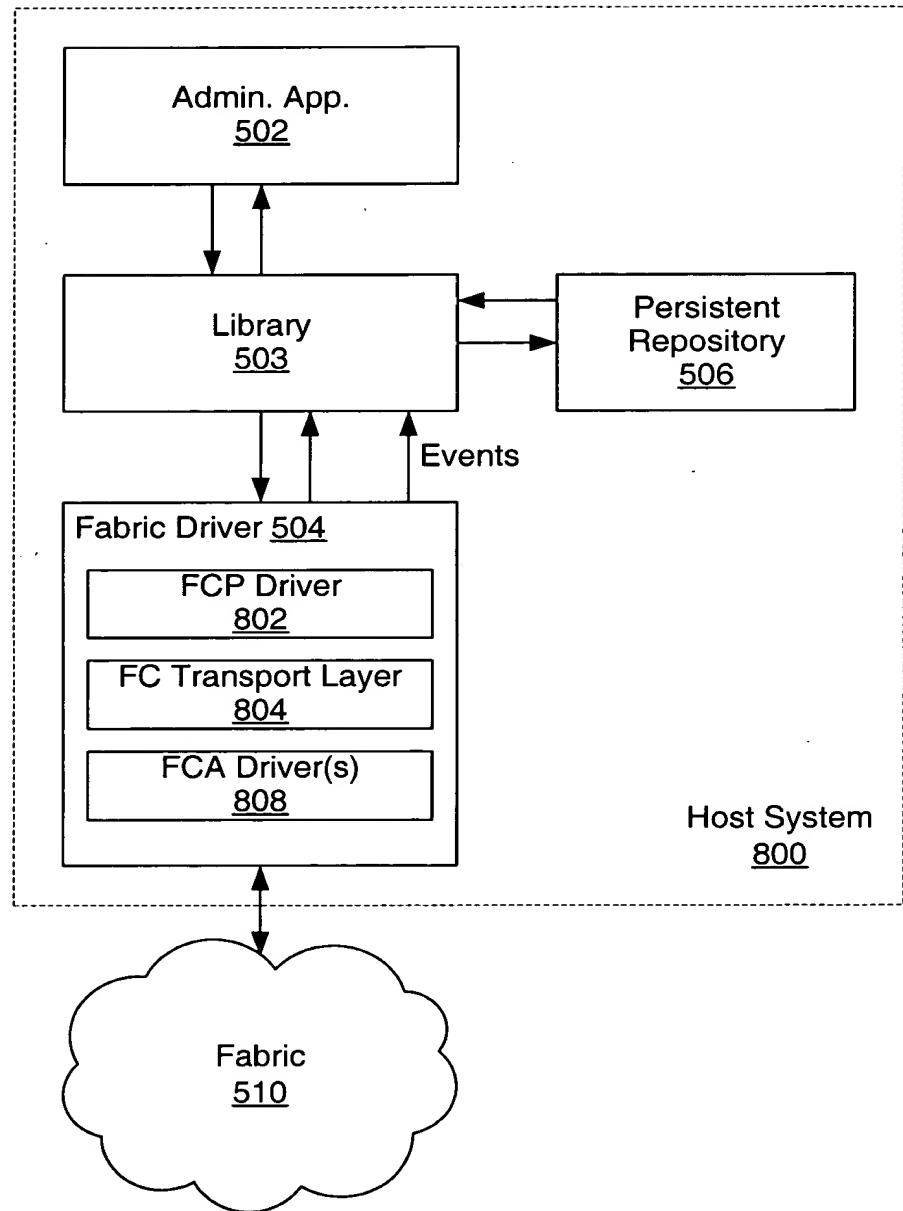 Admin. App.
502
Library
503
Persistent
Repository
506
Events
Fabric Driver 504
FCP Driver
802
FC Transport Layer
804
FCA Driver(s)
808
Host System
800
Fabric
510